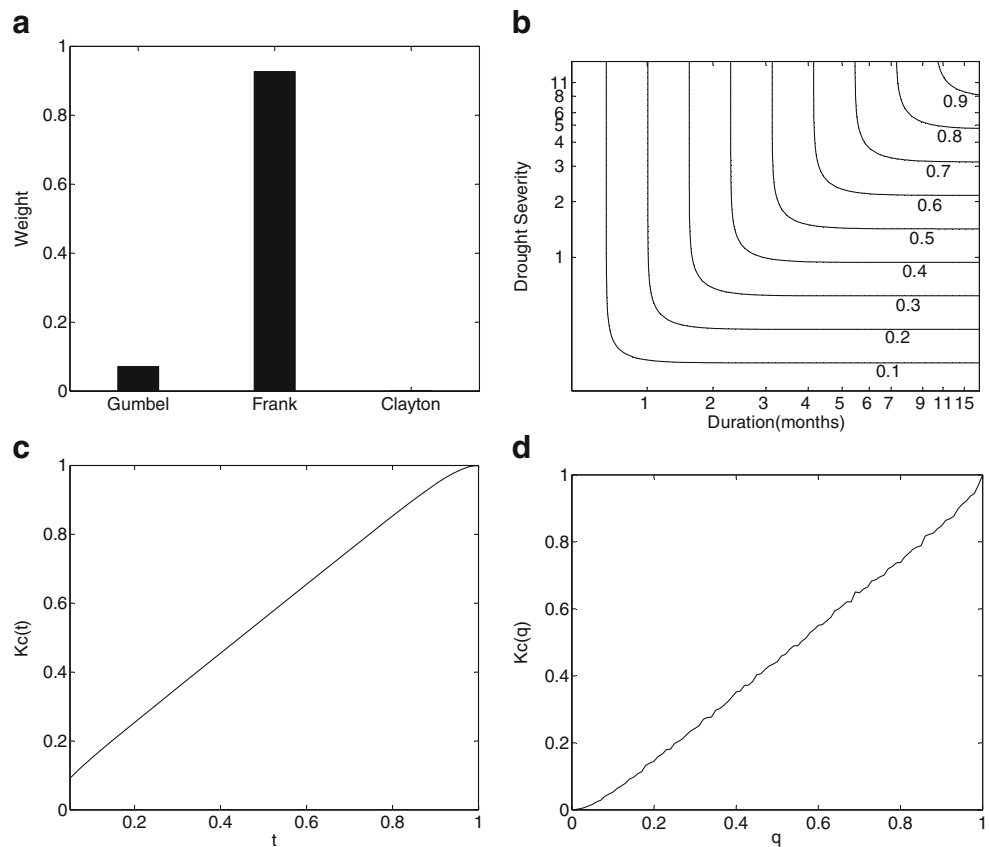 a
1
0.8
0.6
0.4
0.2
0
Weight
Gumbel Frank Clayton
b
11
8
6
5
4
3
2
1
Drought Severity
0.9
0.8
0.7
0.6
0.5
0.4
0.3
0.2
0.1
1 2 3 4 5 6 7 9 11 15
Duration(months)
c
1
0.8
0.6
0.4
0.2
0
Kc(t)
0.2 0.4 0.6 0.8 1
t
d
1
0.8
0.6
0.4
0.2
0
Kc(q)
0 0.2 0.4 0.6 0.8 1
q